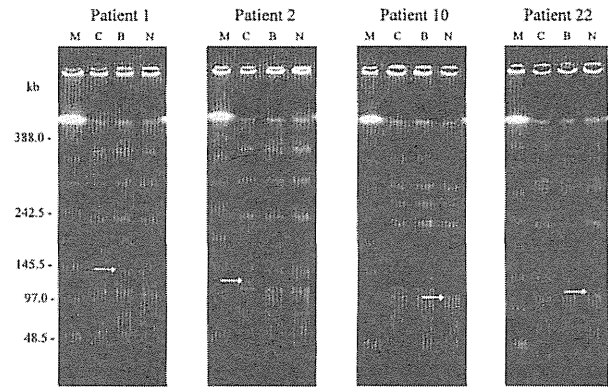 Patient 1 Patient 2 Patient 10 Patient 22
M C B N M C B N M C B N M C B N
kb
388.0 -
242.5 -
145.5 -
97.0 -
48.5 -